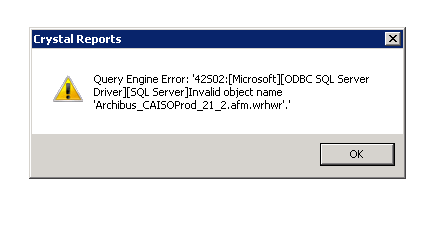 Crystal Reports
Query Engine Error: '42S02:[Microsoft][ODBC SQL Server
Driver][SQL Server]Invalid object name
'Archibus_CAISOProd_21_2.afm.wrhwr'.'
OK